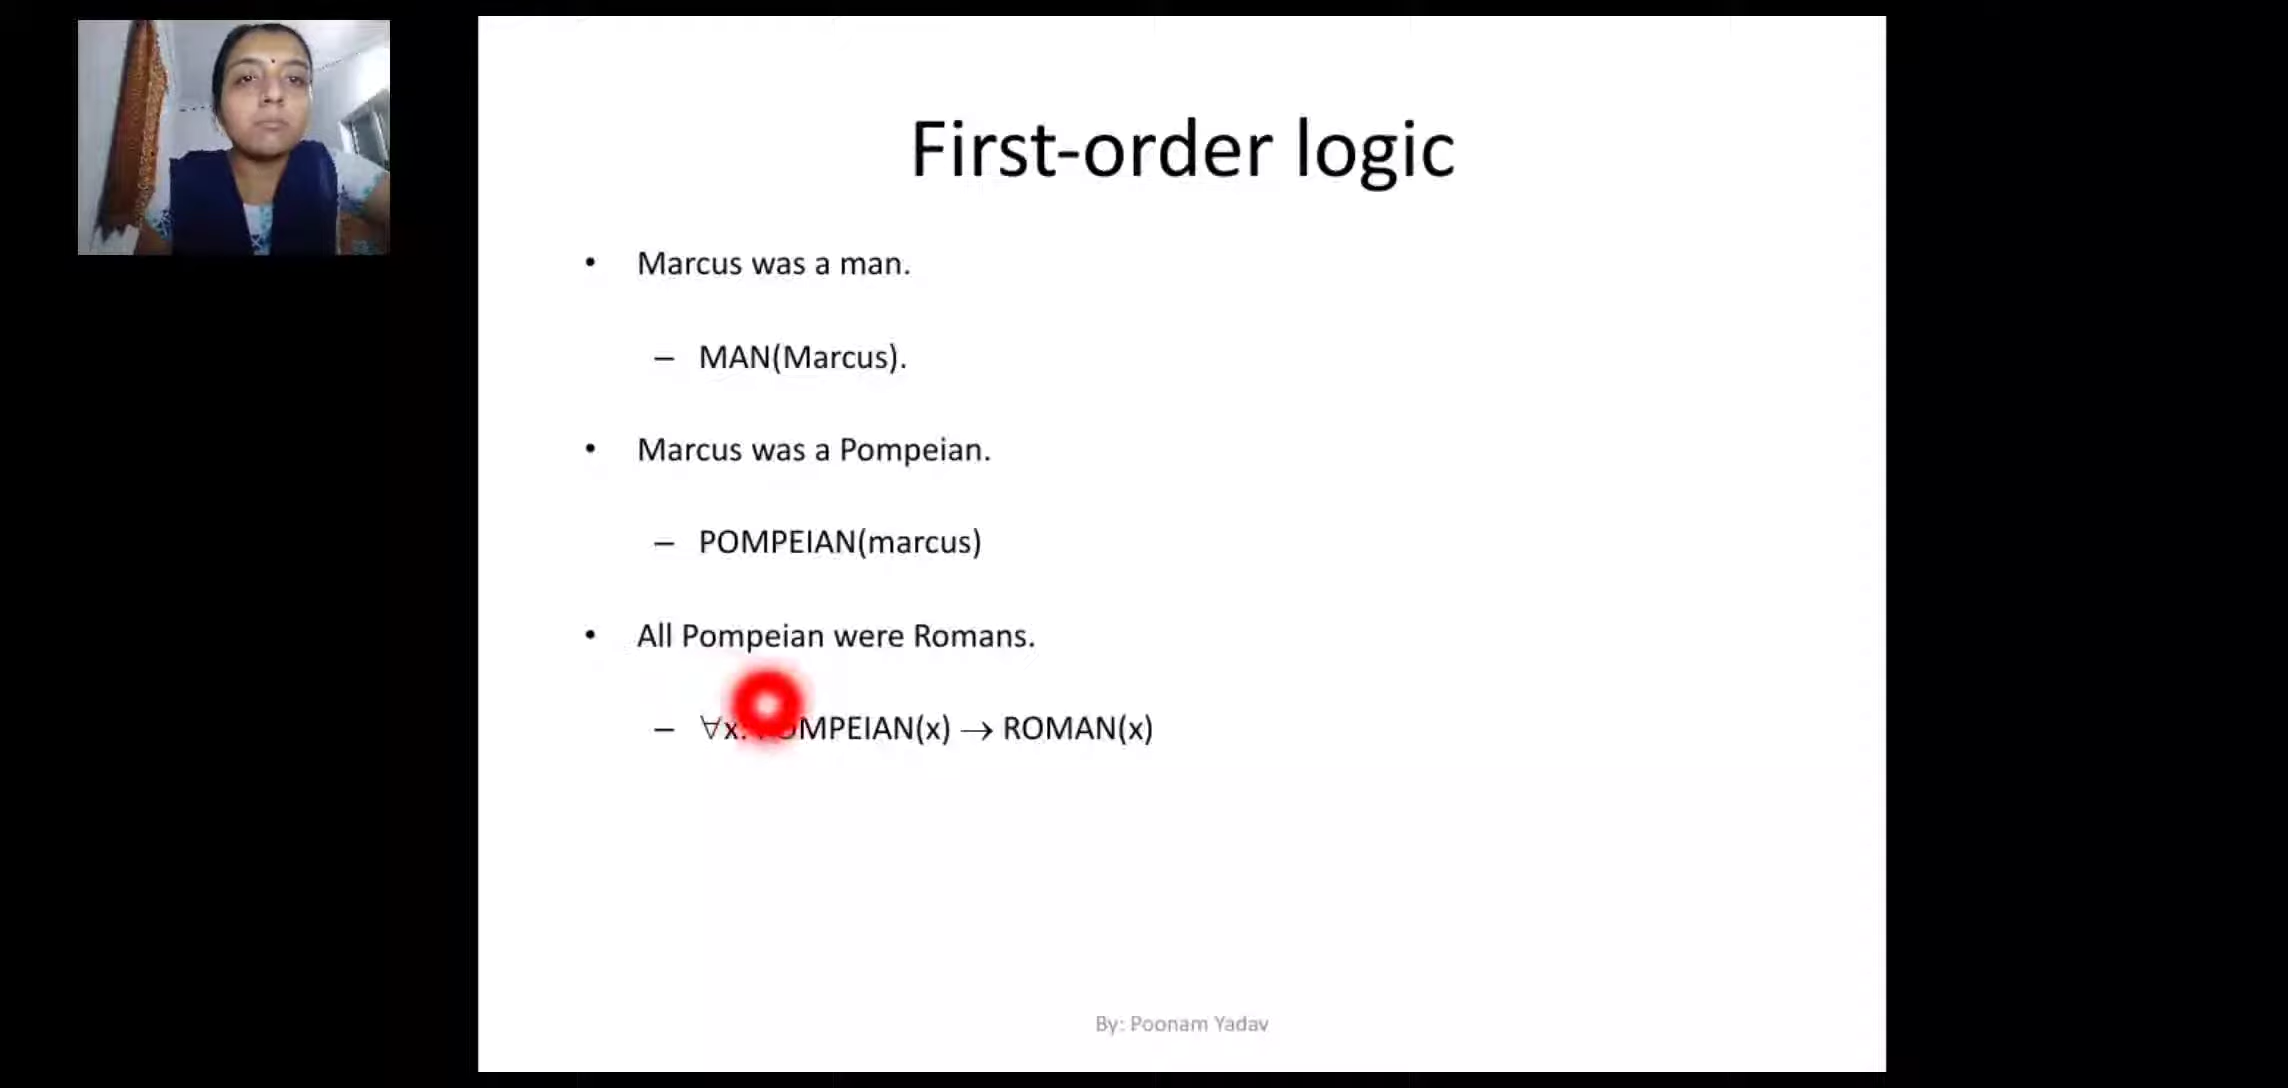 First-order logic
• Marcus was a man.
– MAN(Marcus).
• Marcus was a Pompeian.
– POMPEIAN(marcus)
• All Pompeian were Romans.
– ∀x: POMPEIAN(x) → ROMAN(x)
By: Poonam Yadav